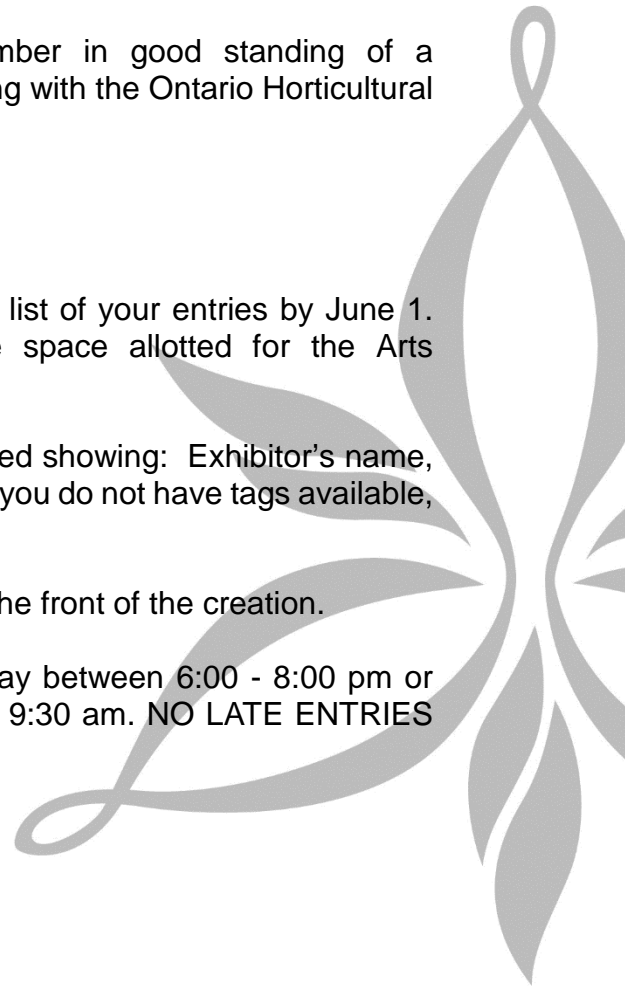 mber in good standing of a
ng with the Ontario Horticultural
list of your entries by June 1.
e space allotted for the Arts
ed showing: Exhibitor's name,
you do not have tags available,
he front of the creation.
ay between 6:00 - 8:00 pm or
9:30 am. NO LATE ENTRIES